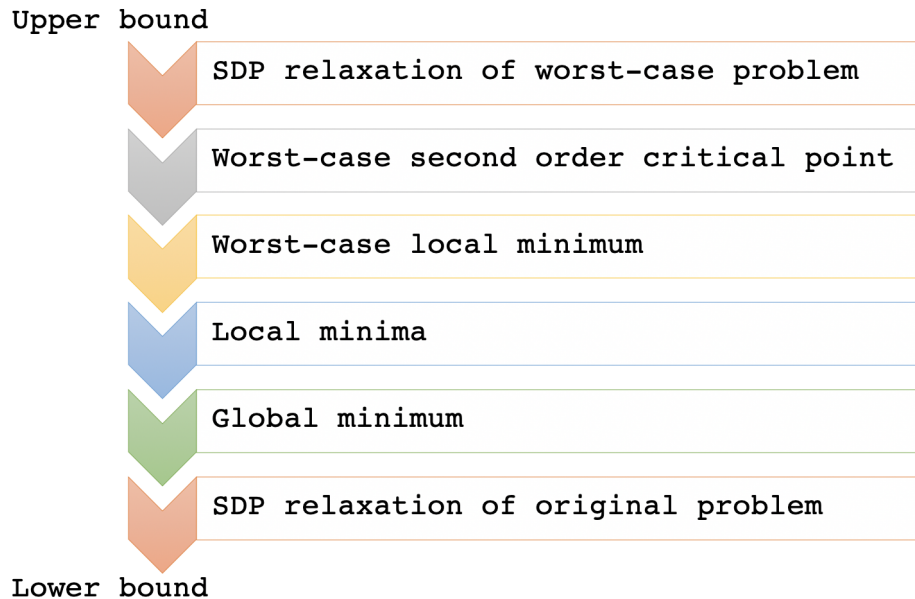 Upper bound
SDP relaxation of worst-case problem
Worst-case second order critical point
Worst-case local minimum
Local minima
Global minimum
SDP relaxation of original problem
Lower bound